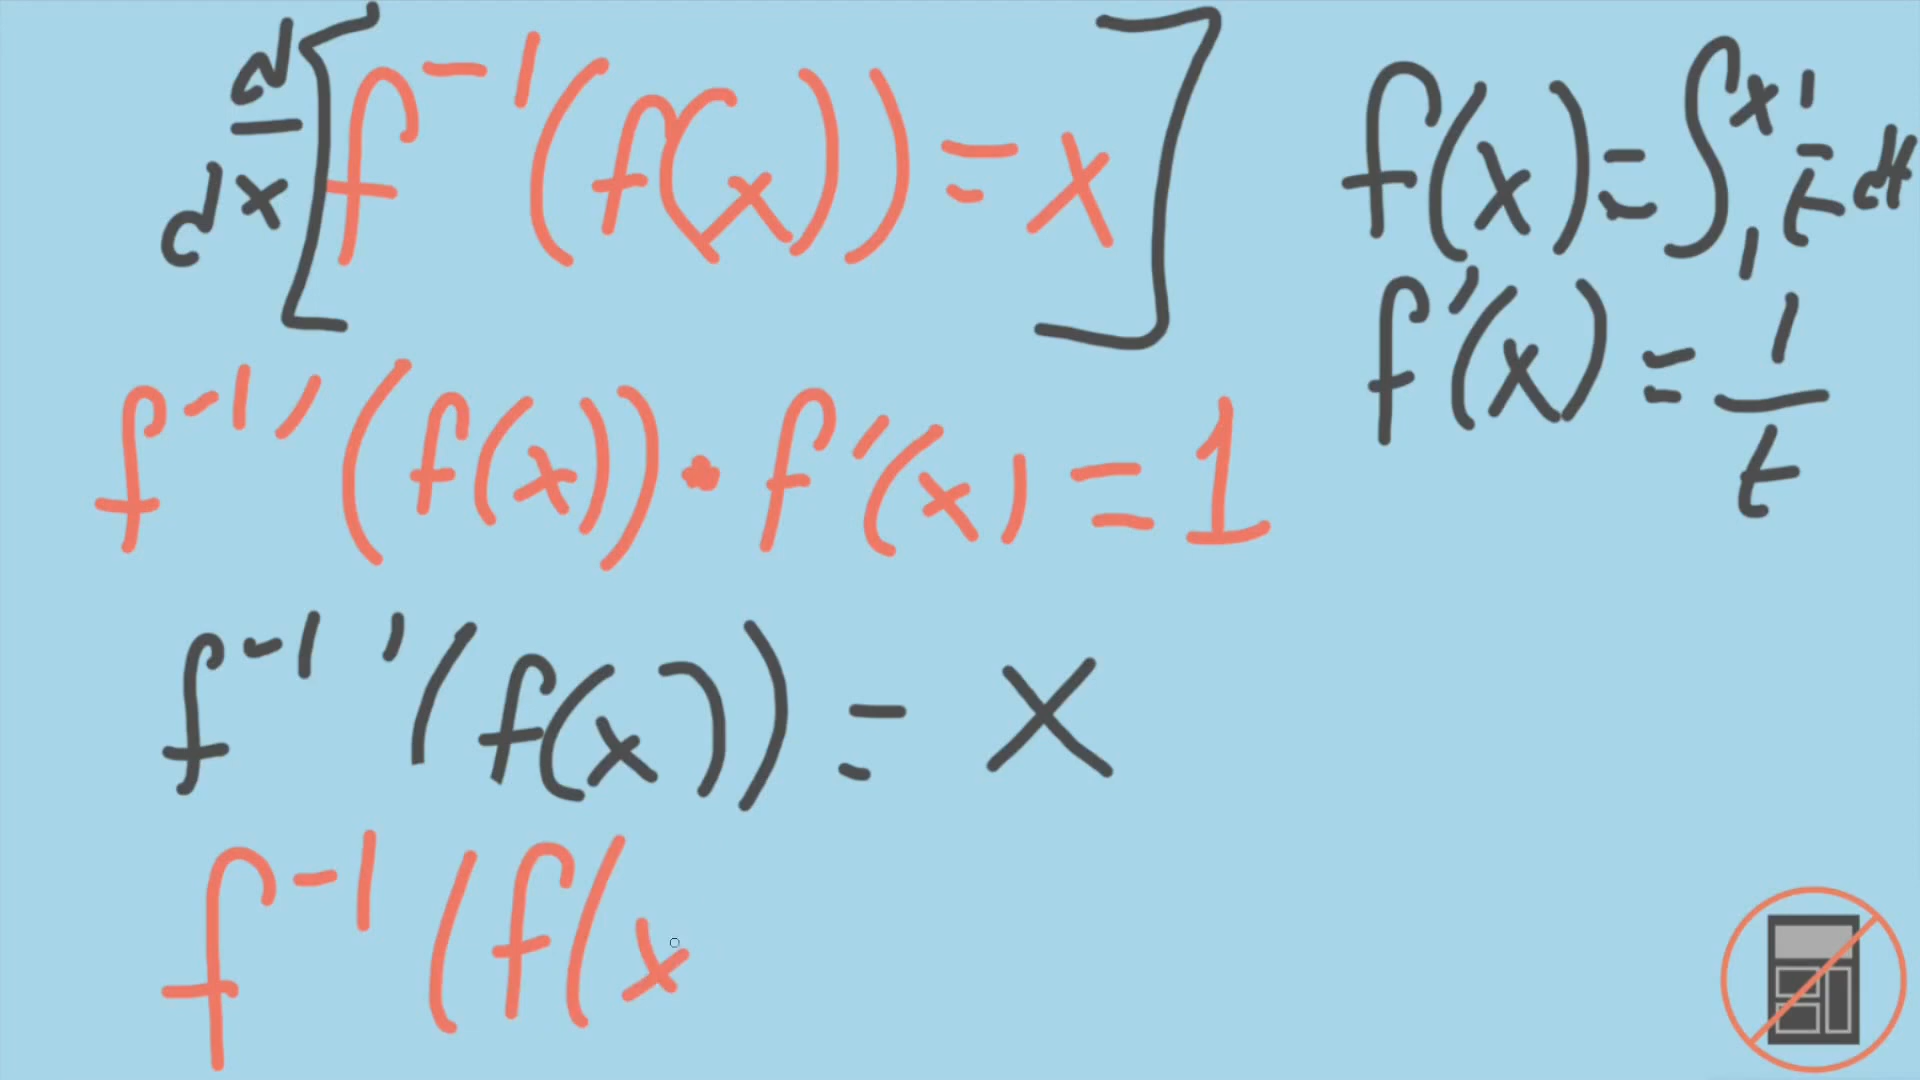 d/dx [f⁻¹(f(x)) = x]
f⁻¹′(f(x)) · f′(x) = 1
f⁻¹′(f(x)) = x
f⁻¹(f(x
f(x) = ∫₁ˣ 1/t dt
f′(x) = 1/t